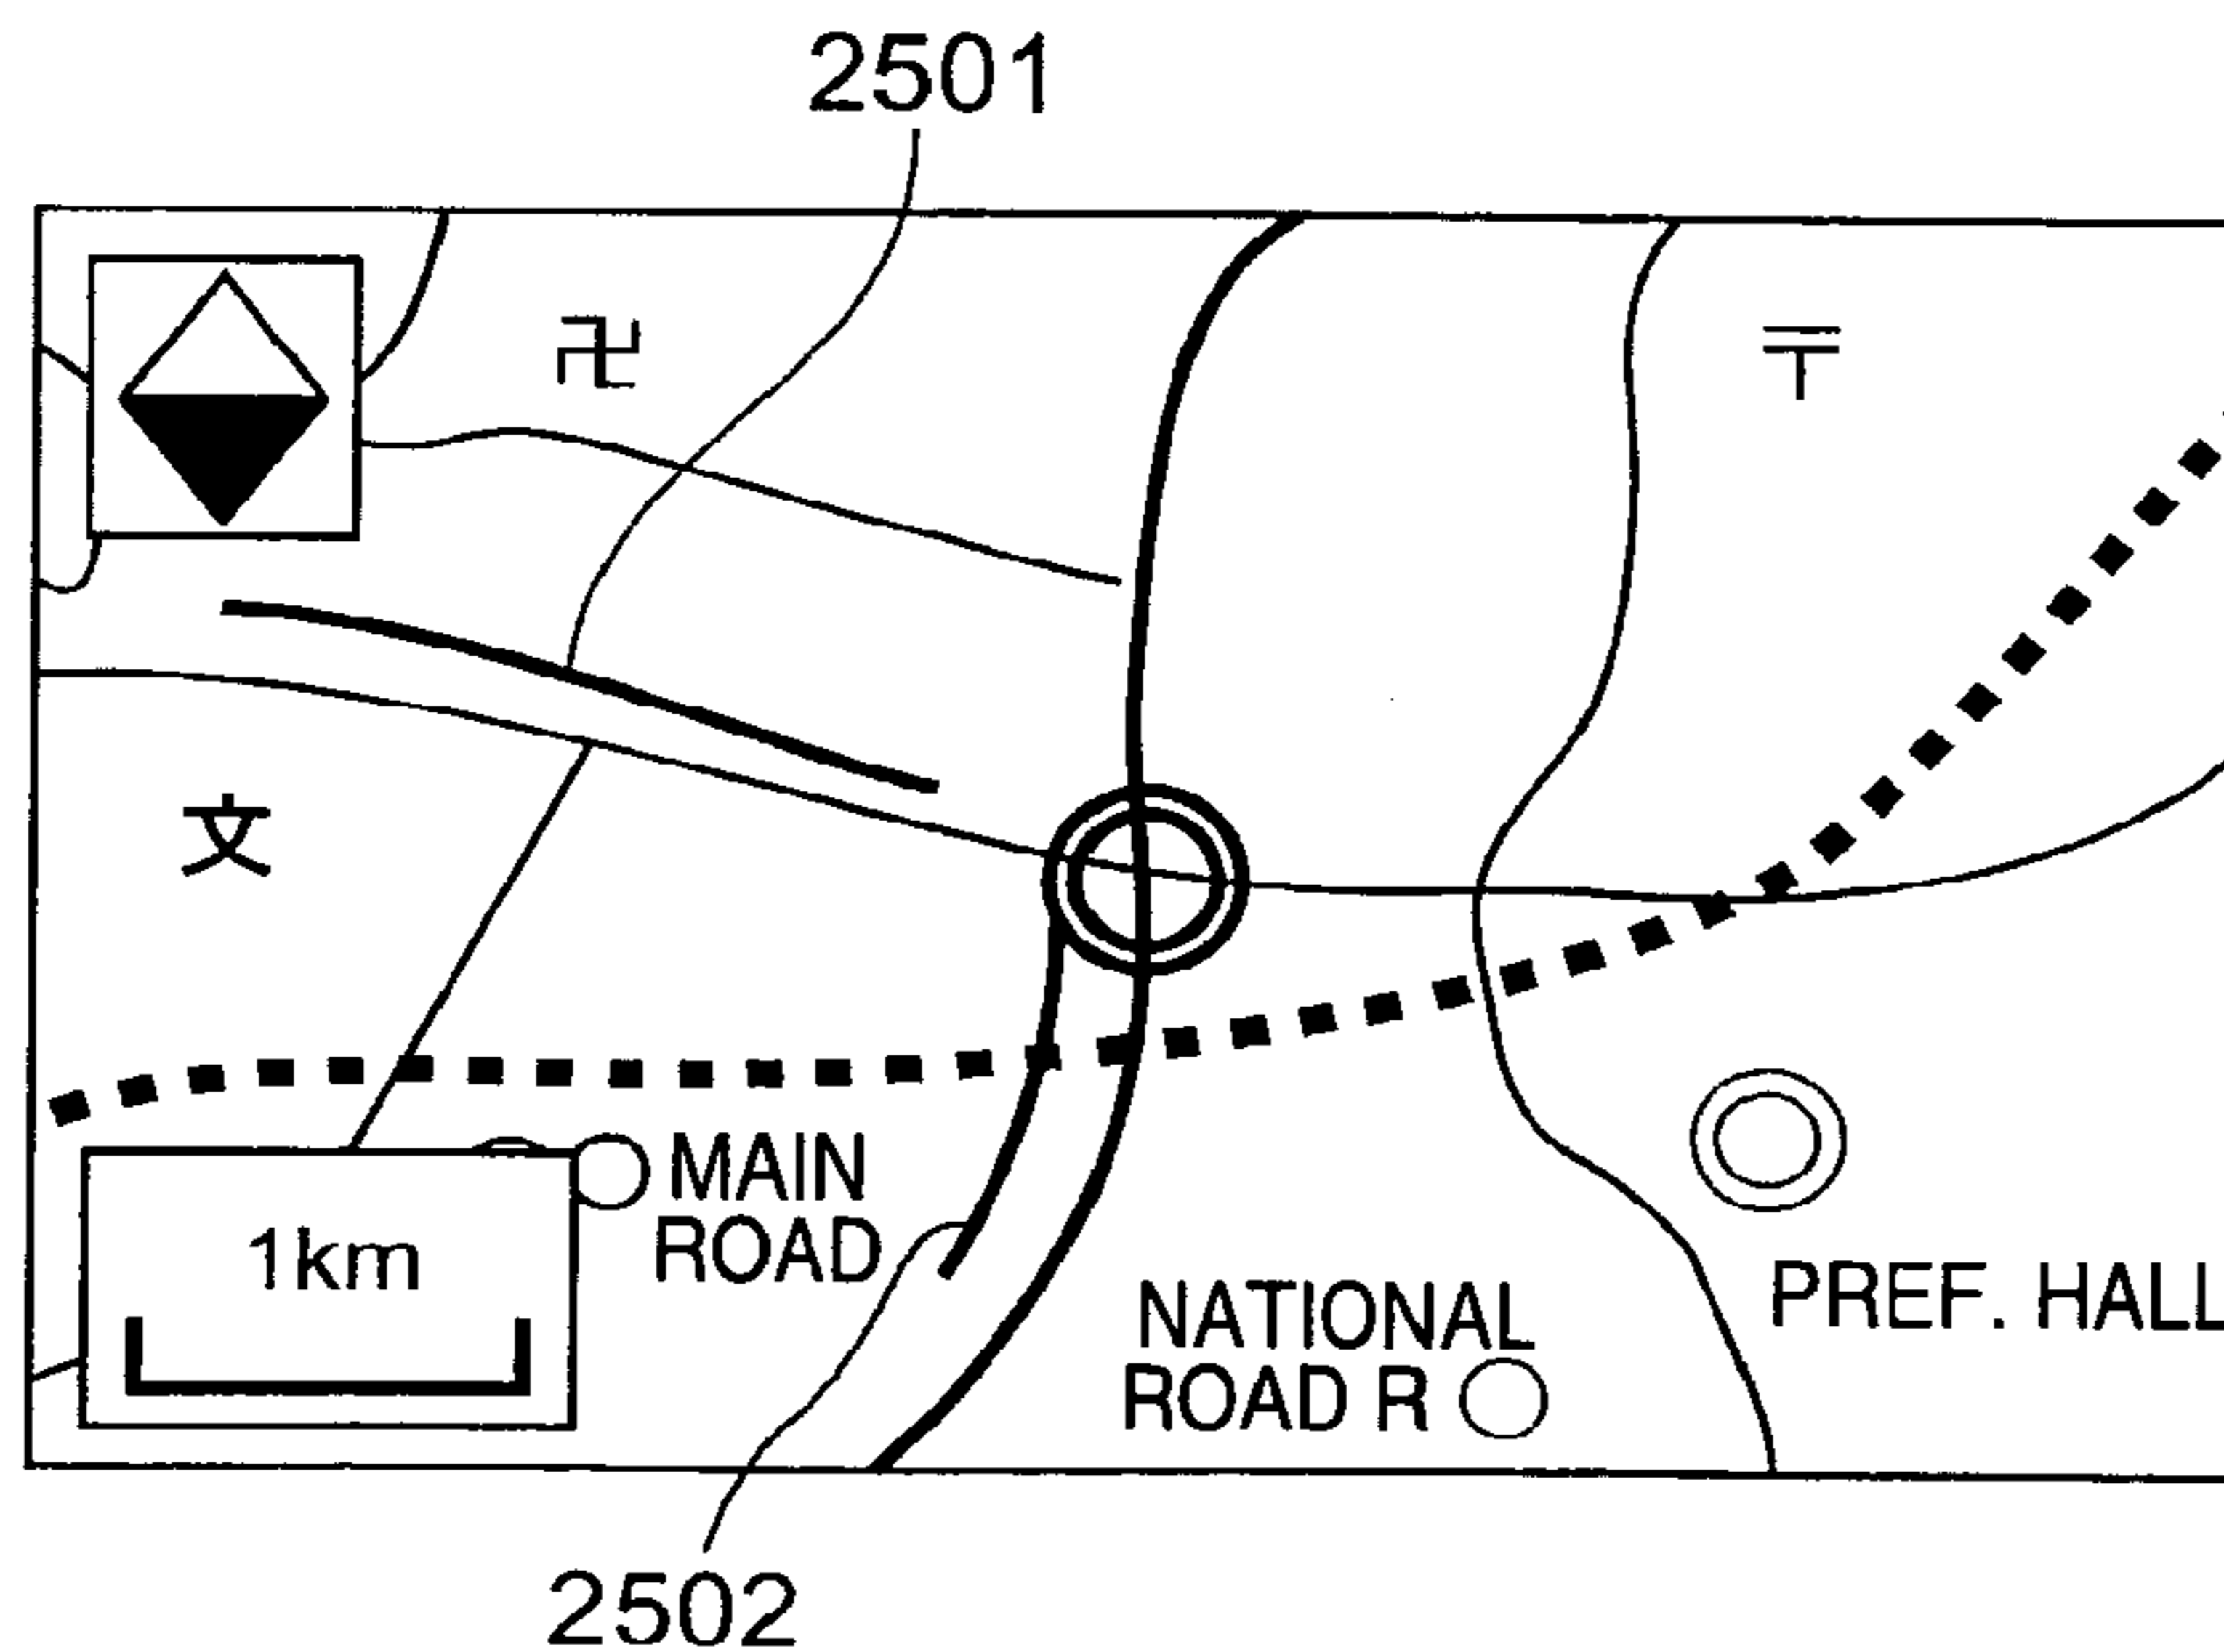 2501
卍
〒
文
MAIN
ROAD
1km
NATIONAL
ROAD R ○
PREF. HALL
2502